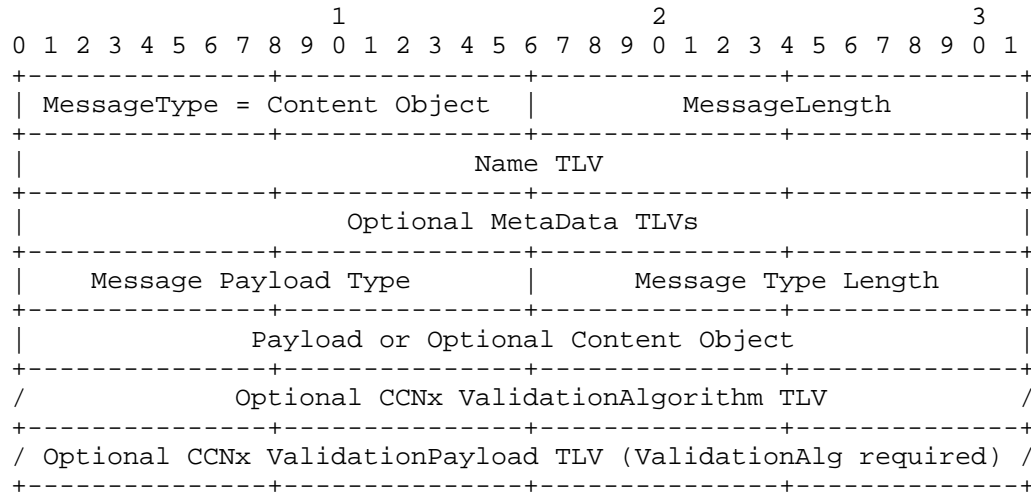 1                   2                   3
 0 1 2 3 4 5 6 7 8 9 0 1 2 3 4 5 6 7 8 9 0 1 2 3 4 5 6 7 8 9 0 1
+---------------+---------------+---------------+---------------+
| MessageType = Content Object  |         MessageLength         |
+---------------+---------------+---------------+---------------+
|                            Name TLV                           |
+---------------+---------------+---------------+---------------+
|                    Optional MetaData TLVs                     |
+---------------+---------------+---------------+---------------+
|    Message Payload Type       |      Message Type Length      |
+---------------+---------------+---------------+---------------+
|              Payload or Optional Content Object               |
+---------------+---------------+---------------+---------------+
/             Optional CCNx ValidationAlgorithm TLV             /
+---------------+---------------+---------------+---------------+
/ Optional CCNx ValidationPayload TLV (ValidationAlg required)  /
+---------------+---------------+---------------+---------------+